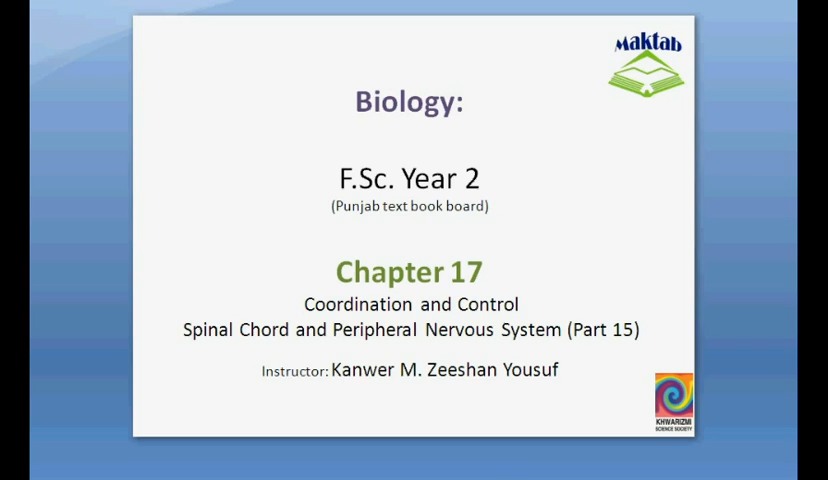 Maktab
Biology:
F.Sc. Year 2
(Punjab text book board)
Chapter 17
Coordination and Control
Spinal Chord and Peripheral Nervous System (Part 15)
Instructor: Kanwer M. Zeeshan Yousuf
KHWARIZMI
SCIENCE SOCIETY